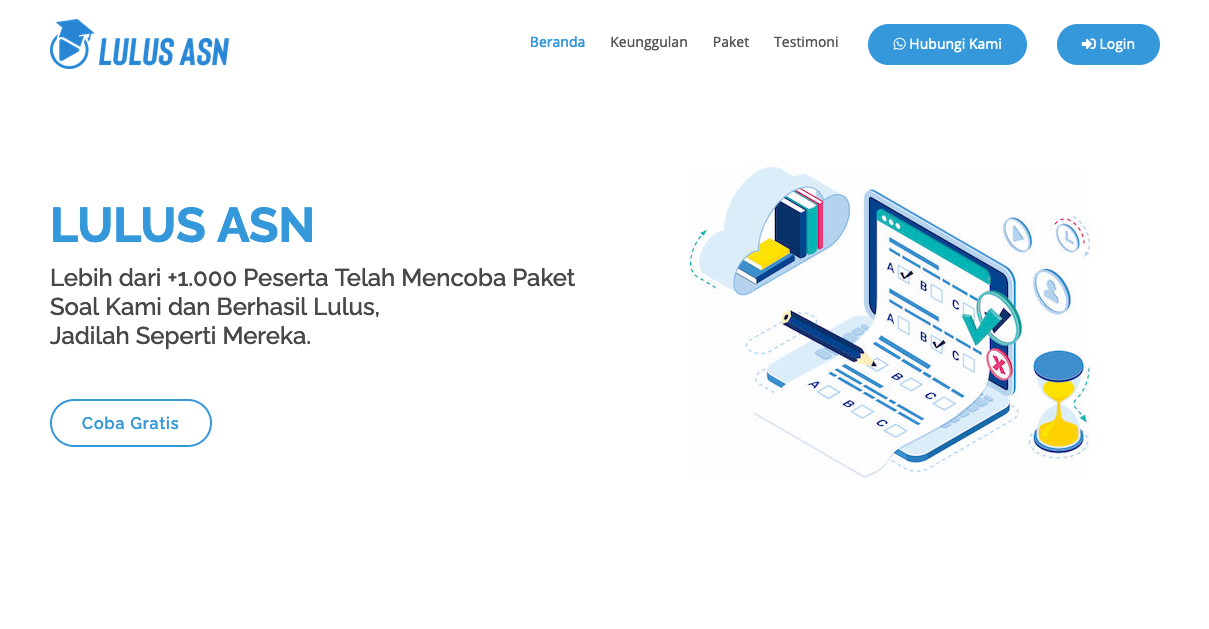 LULUS ASN
Beranda
Keunggulan
Paket
Testimoni
Hubungi Kami
Login
LULUS ASN
Lebih dari +1.000 Peserta Telah Mencoba Paket
Soal Kami dan Berhasil Lulus,
Jadilah Seperti Mereka.
Coba Gratis
A B C
A B C
B C
A B C